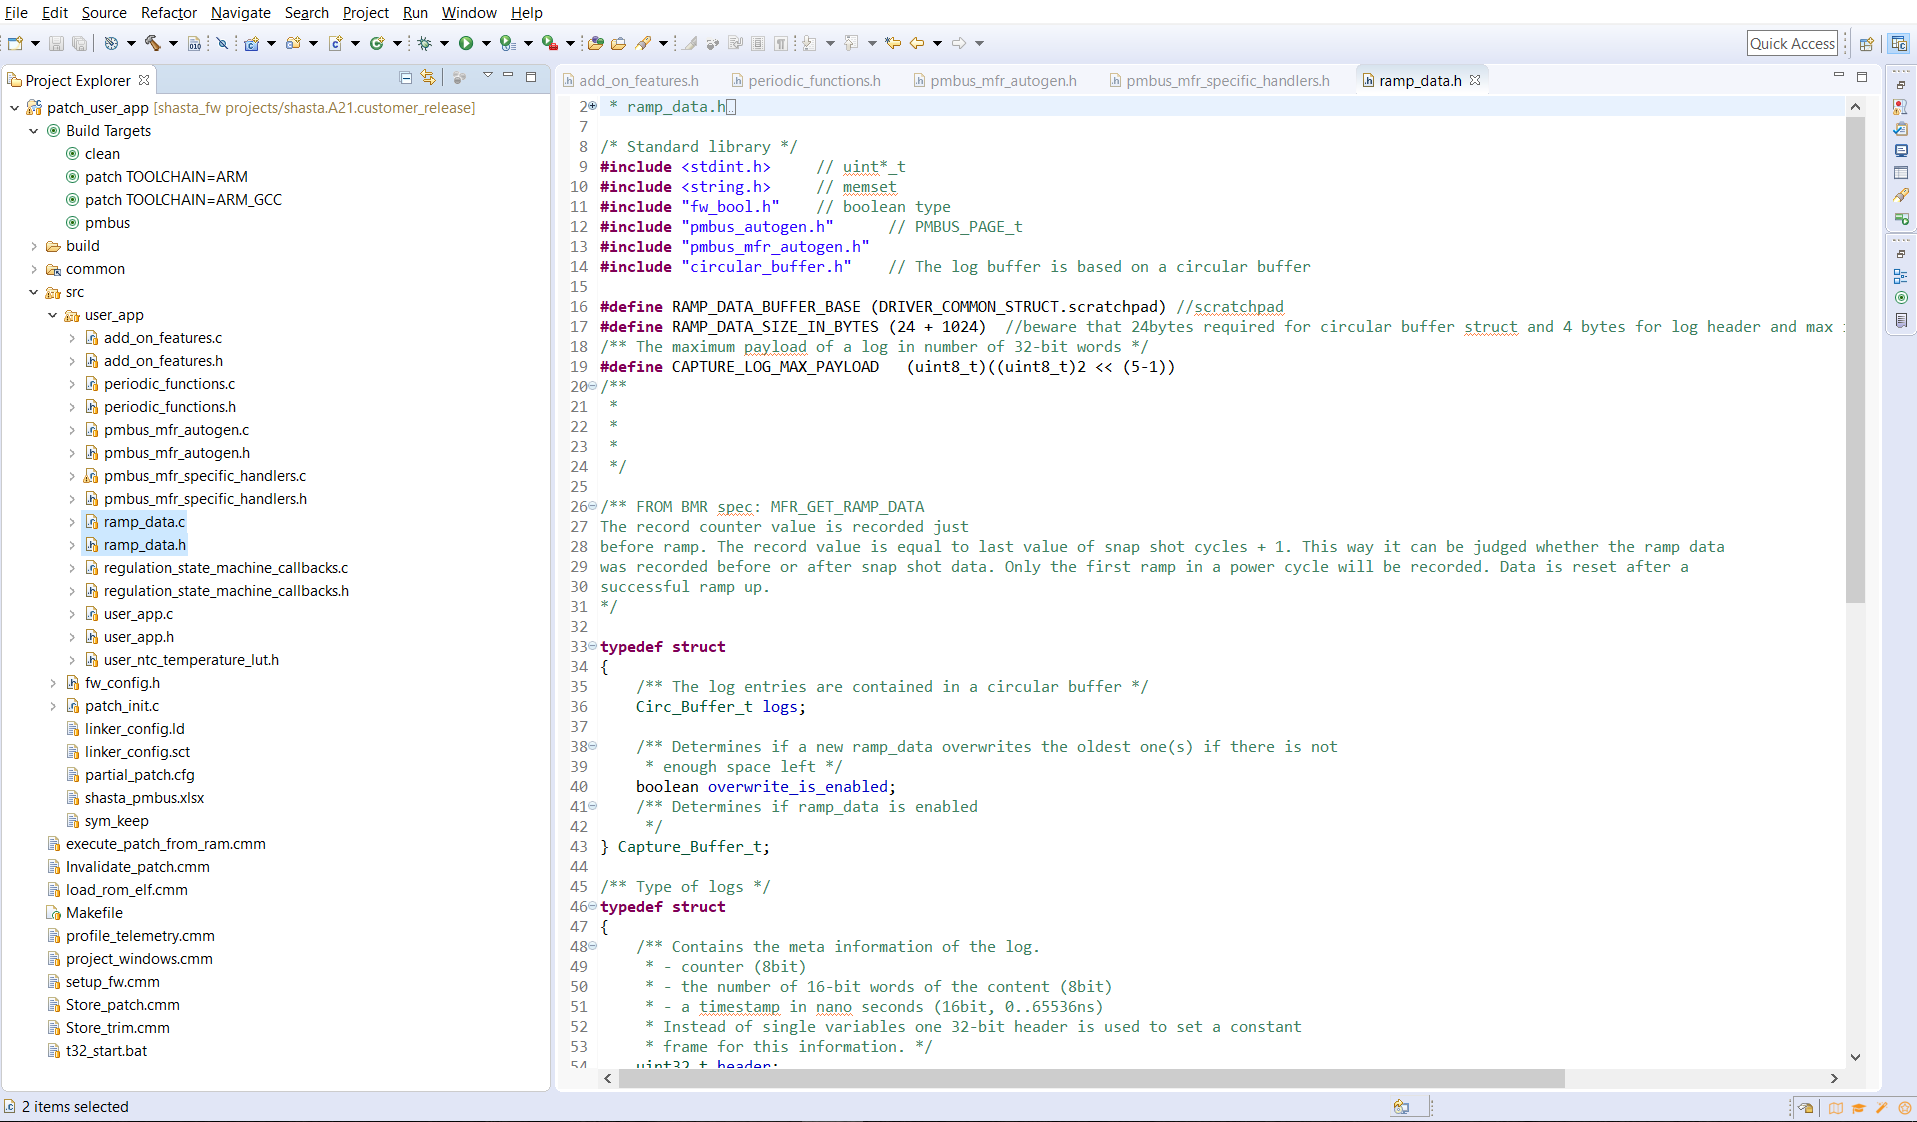 File Edit Source Refactor Navigate Search Project Run Window Help
Quick Access
Project Explorer
add_on_features.h periodic_functions.h pmbus_mfr_autogen.h pmbus_mfr_specific_handlers.h ramp_data.h
patch_user_app [shasta_fw projects/shasta.A21.customer_release]
Build Targets
clean
patch TOOLCHAIN=ARM
patch TOOLCHAIN=ARM_GCC
pmbus
build
common
src
user_app
add_on_features.c
add_on_features.h
periodic_functions.c
periodic_functions.h
pmbus_mfr_autogen.c
pmbus_mfr_autogen.h
pmbus_mfr_specific_handlers.c
pmbus_mfr_specific_handlers.h
ramp_data.c
ramp_data.h
regulation_state_machine_callbacks.c
regulation_state_machine_callbacks.h
user_app.c
user_app.h
user_ntc_temperature_lut.h
fw_config.h
patch_init.c
linker_config.ld
linker_config.sct
partial_patch.cfg
shasta_pmbus.xlsx
sym_keep
execute_patch_from_ram.cmm
Invalidate_patch.cmm
load_rom_elf.cmm
Makefile
profile_telemetry.cmm
project_windows.cmm
setup_fw.cmm
Store_patch.cmm
Store_trim.cmm
t32_start.bat
2 * ramp_data.h
7
8 /* Standard library */
9 #include <stdint.h> // uint*_t
10 #include <string.h> // memset
11 #include "fw_bool.h" // boolean type
12 #include "pmbus_autogen.h" // PMBUS_PAGE_t
13 #include "pmbus_mfr_autogen.h"
14 #include "circular_buffer.h" // The log buffer is based on a circular buffer
15
16 #define RAMP_DATA_BUFFER_BASE (DRIVER_COMMON_STRUCT.scratchpad) //scratchpad
17 #define RAMP_DATA_SIZE_IN_BYTES (24 + 1024) //beware that 24bytes required for circular buffer struct and 4 bytes for log header and max
18 /** The maximum payload of a log in number of 32-bit words */
19 #define CAPTURE_LOG_MAX_PAYLOAD (uint8_t)((uint8_t)2 << (5-1))
20 /**
21 *
22 *
23 *
24 */
25
26 /** FROM BMR spec: MFR_GET_RAMP_DATA
27 The record counter value is recorded just
28 before ramp. The record value is equal to last value of snap shot cycles + 1. This way it can be judged whether the ramp data
29 was recorded before or after snap shot data. Only the first ramp in a power cycle will be recorded. Data is reset after a
30 successful ramp up.
31 */
32
33 typedef struct
34 {
35 /** The log entries are contained in a circular buffer */
36 Circ_Buffer_t logs;
37
38 /** Determines if a new ramp_data overwrites the oldest one(s) if there is not
39 * enough space left */
40 boolean overwrite_is_enabled;
41 /** Determines if ramp_data is enabled
42 */
43 } Capture_Buffer_t;
44
45 /** Type of logs */
46 typedef struct
47 {
48 /** Contains the meta information of the log.
49 * - counter (8bit)
50 * - the number of 16-bit words of the content (8bit)
51 * - a timestamp in nano seconds (16bit, 0..65536ns)
52 * Instead of single variables one 32-bit header is used to set a constant
53 * frame for this information. */
54 uint32_t header;
2 items selected